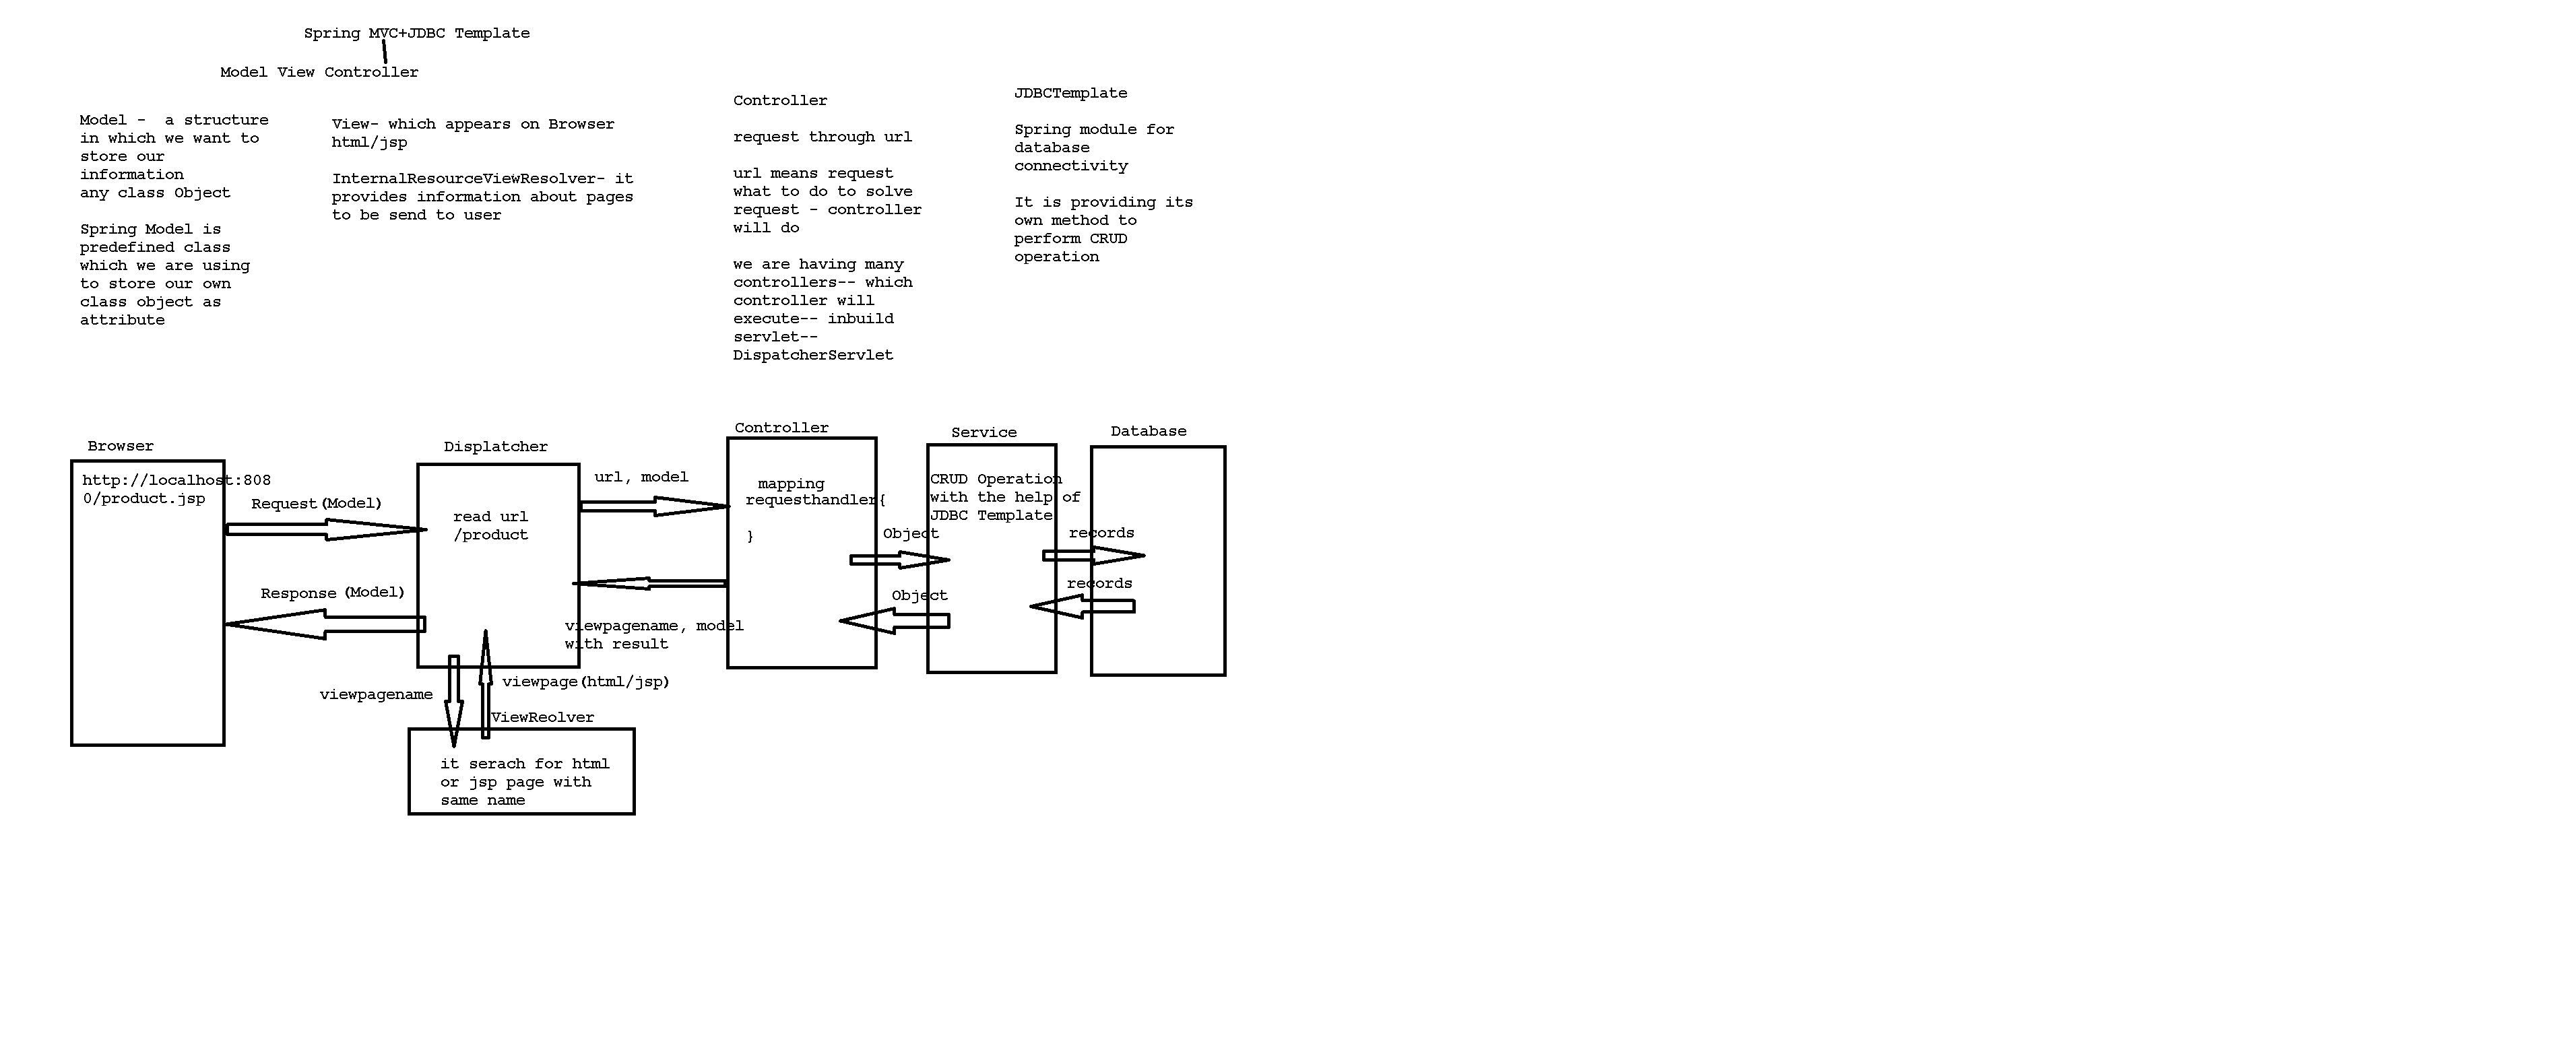 Spring MVC+JDBC Template
Model View Controller
Model -  a structure
in which we want to
store our
information
any class Object
Spring Model is
predefined class
which we are using
to store our own
class object as
attribute
View- which appears on Browser
html/jsp
InternalResourceViewResolver- it
provides information about pages
to be send to user
Controller
request through url
url means request
what to do to solve
request - controller
will do
we are having many
controllers-- which
controller will
execute-- inbuild
servlet--
DispatcherServlet
JDBCTemplate
Spring module for
database
connectivity
It is providing its
own method to
perform CRUD
operation
Browser
http://localhost:808
0/product.jsp
Request(Model)
Response(Model)
Displatcher
read url
/product
url, model
viewpagename, model
with result
viewpagename
viewpage(html/jsp)
ViewReolver
it serach for html
or jsp page with
same name
Controller
mapping
requesthandler{
}
Object
Object
Service
CRUD Operation
with the help of
JDBC Template
records
records
Database